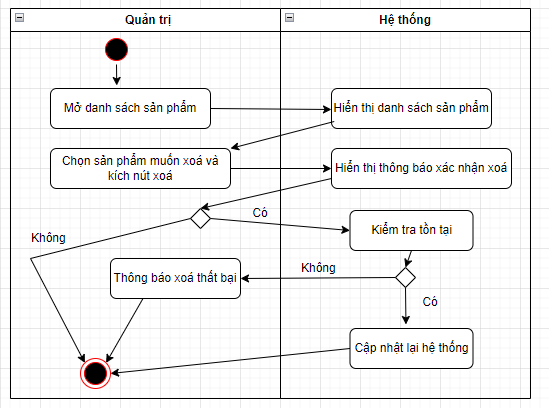 Quản trị
Hệ thống
Mở danh sách sản phẩm
Hiển thị danh sách sản phẩm
Chọn sản phẩm muốn xoá và
kích nút xoá
Hiển thị thông báo xác nhận xoá
Có
Không
Kiểm tra tồn tại
Không
Thông báo xoá thất bại
Có
Cập nhật lại hệ thống